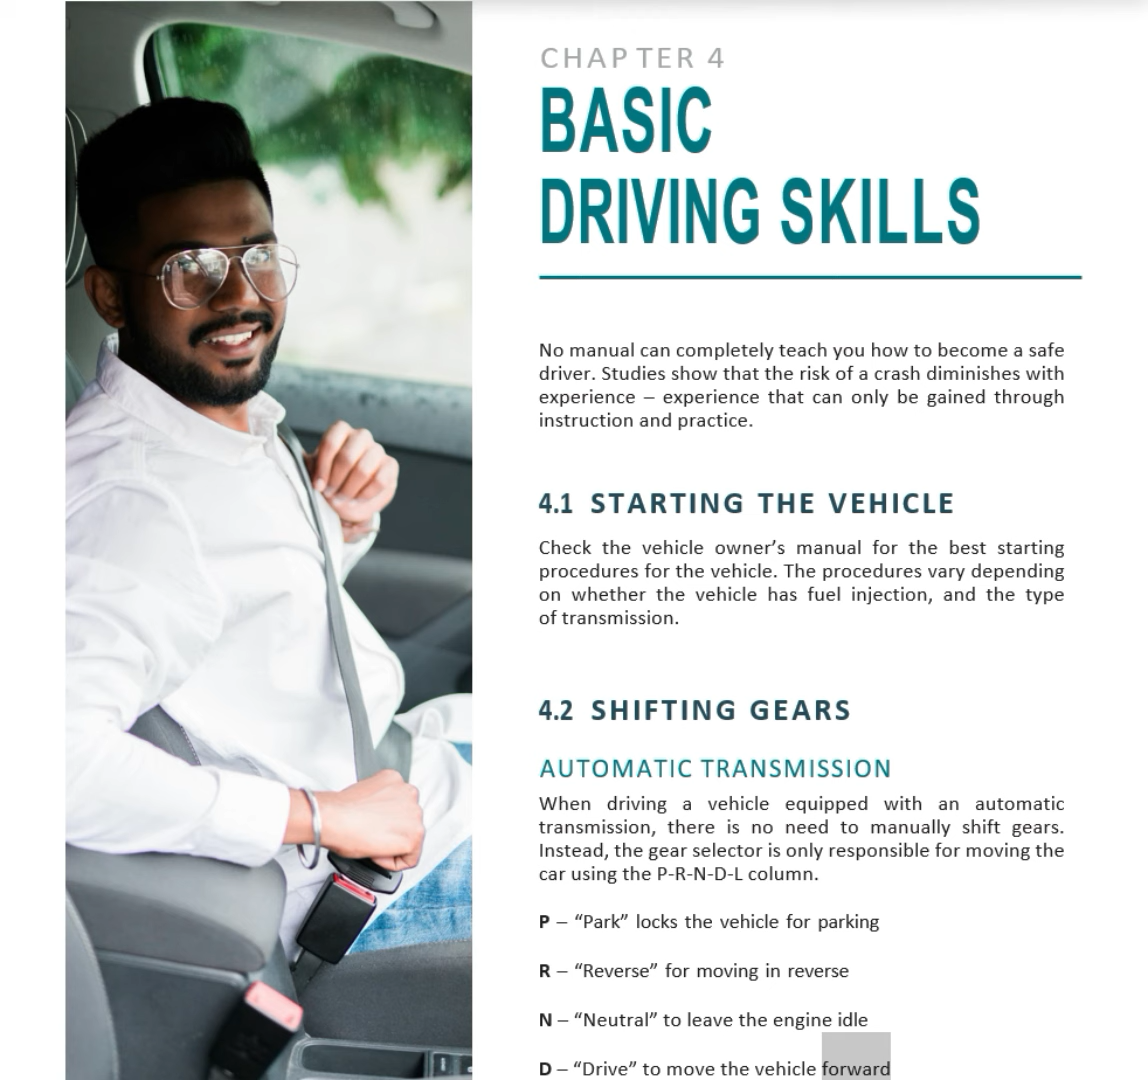 CHAPTER 4
BASIC
DRIVING SKILLS
No manual can completely teach you how to become a safe
driver. Studies show that the risk of a crash diminishes with
experience – experience that can only be gained through
instruction and practice.
4.1 STARTING THE VEHICLE
Check the vehicle owner’s manual for the best starting
procedures for the vehicle. The procedures vary depending
on whether the vehicle has fuel injection, and the type
of transmission.
4.2 SHIFTING GEARS
AUTOMATIC TRANSMISSION
When driving a vehicle equipped with an automatic
transmission, there is no need to manually shift gears.
Instead, the gear selector is only responsible for moving the
car using the P-R-N-D-L column.
P – “Park” locks the vehicle for parking
R – “Reverse” for moving in reverse
N – “Neutral” to leave the engine idle
D – “Drive” to move the vehicle forward